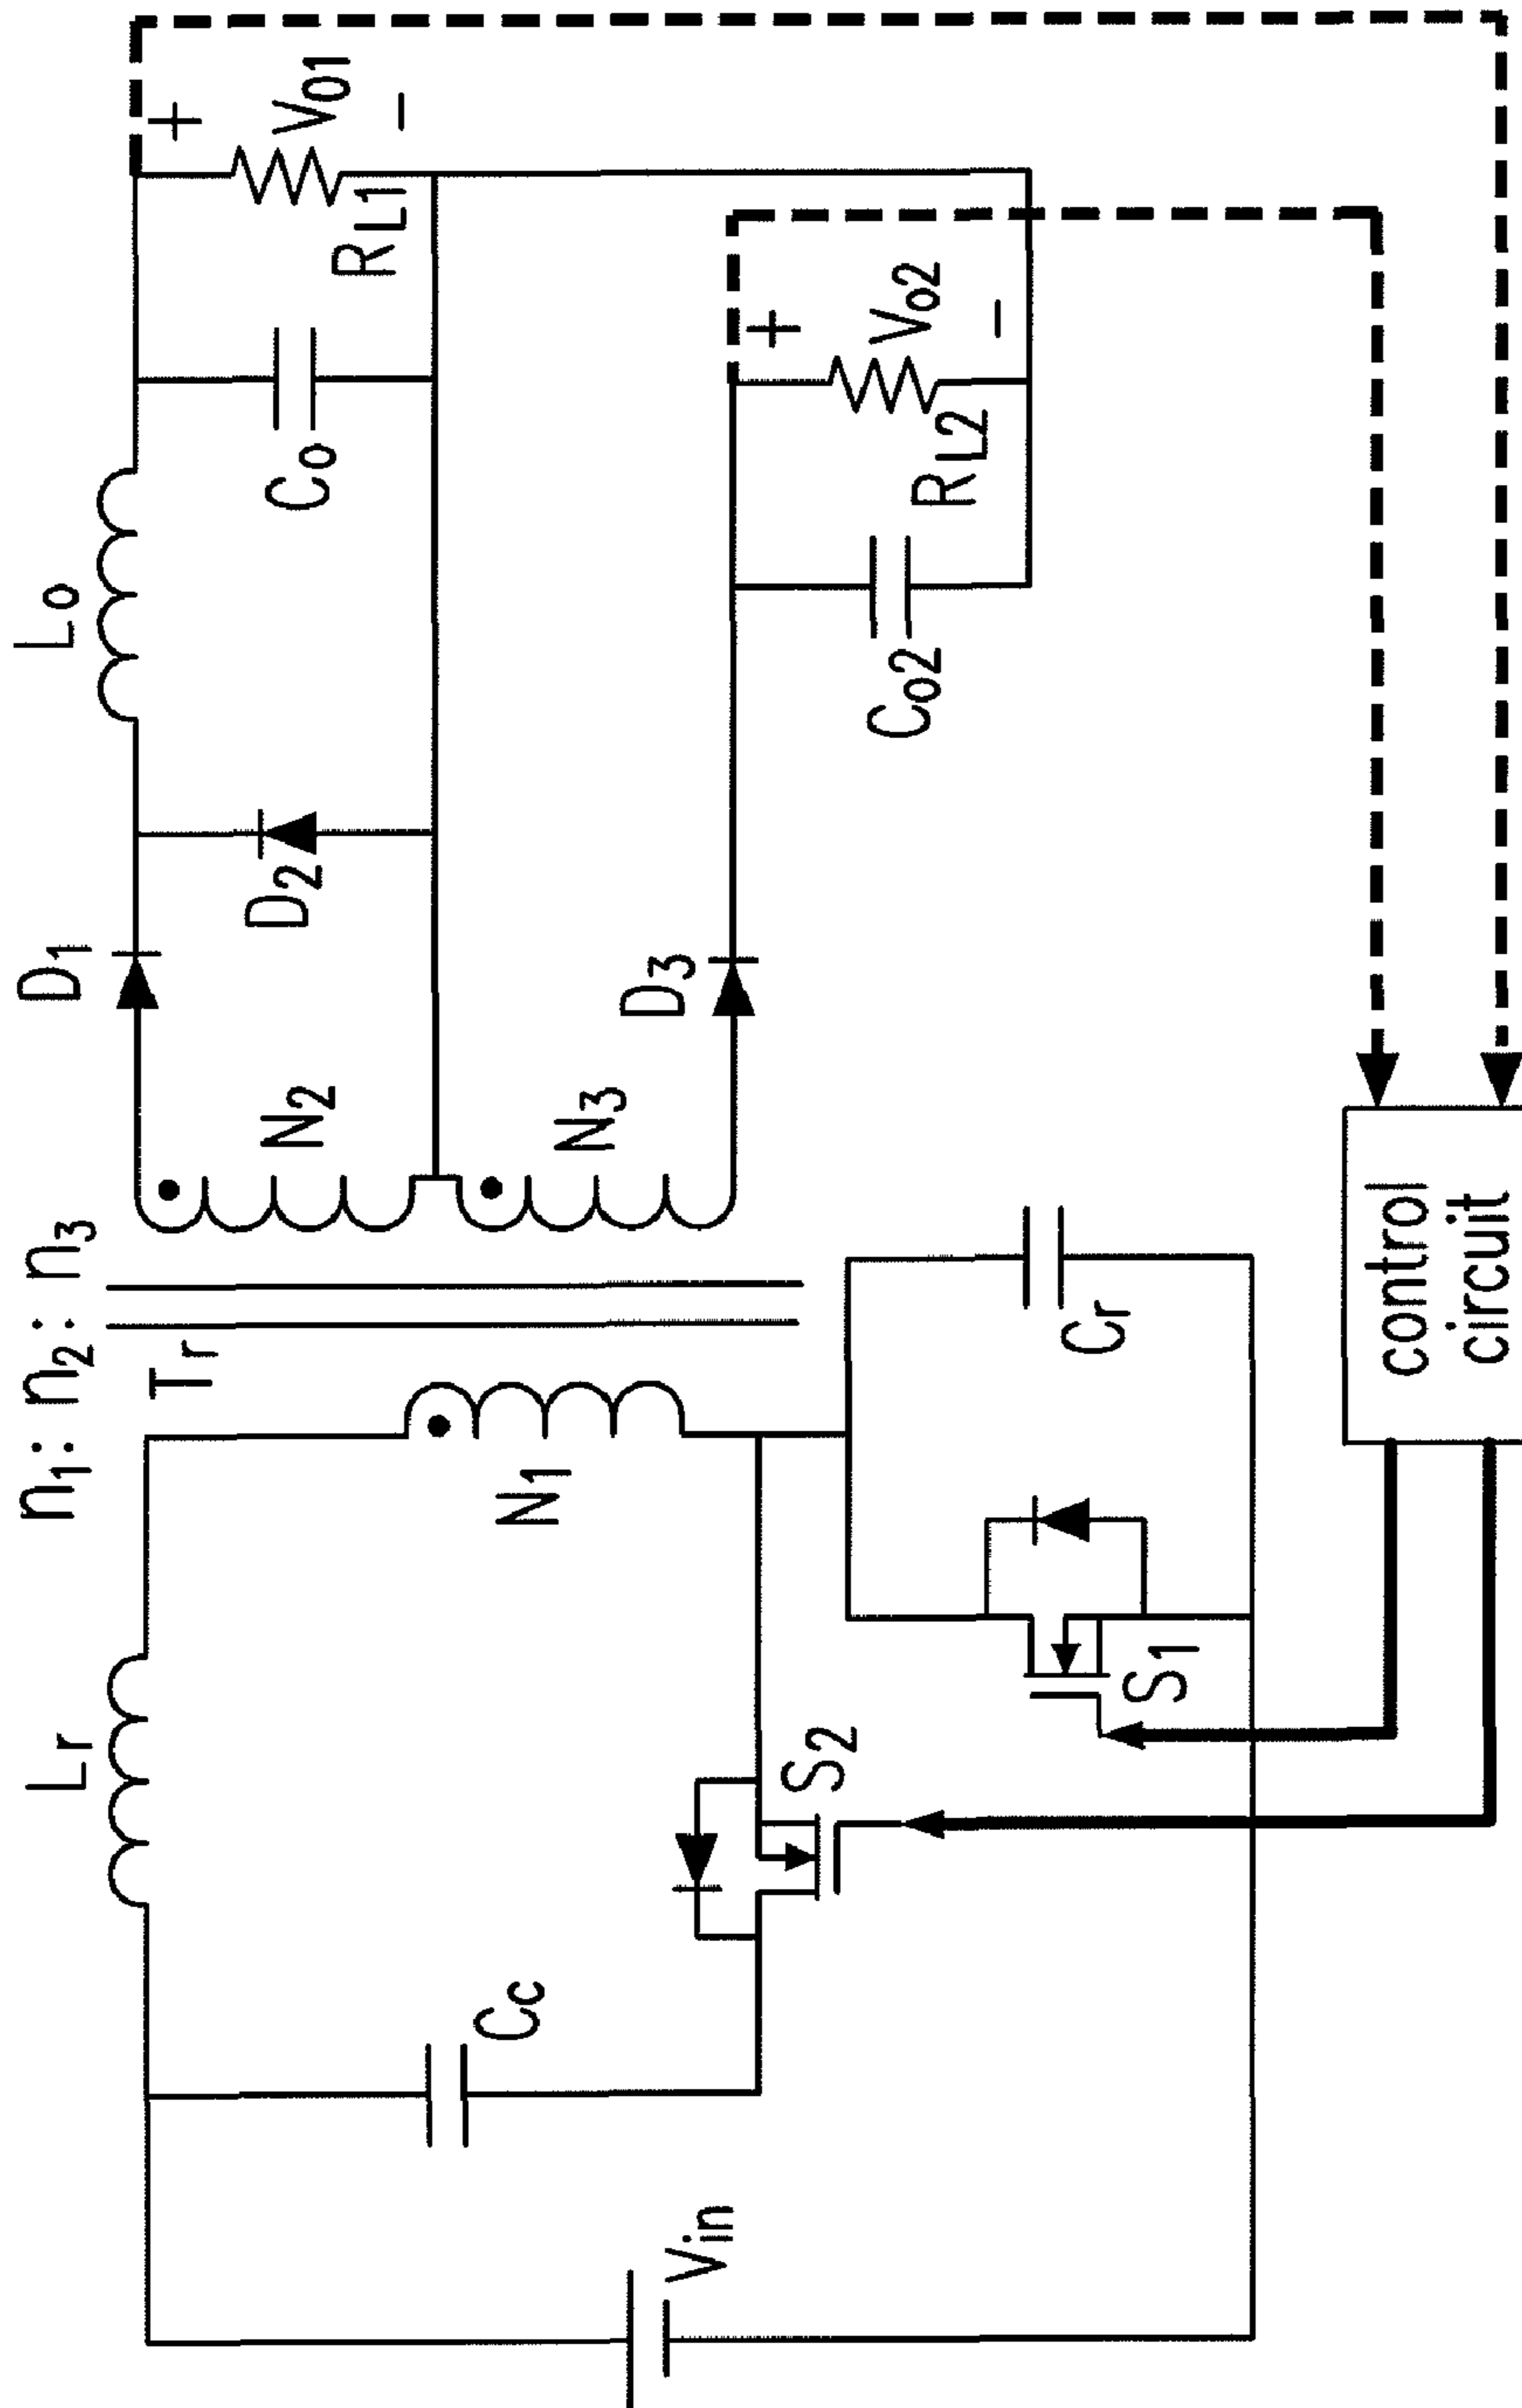 n1: n2: n3
Tr
Lr
Cc
Vin
N1
S2
S1
Cr
N2
N3
D1
D2
D3
Lo
Co
RL1
+
V01
−
Co2
RL2
+
Vo2
−
control
circuit